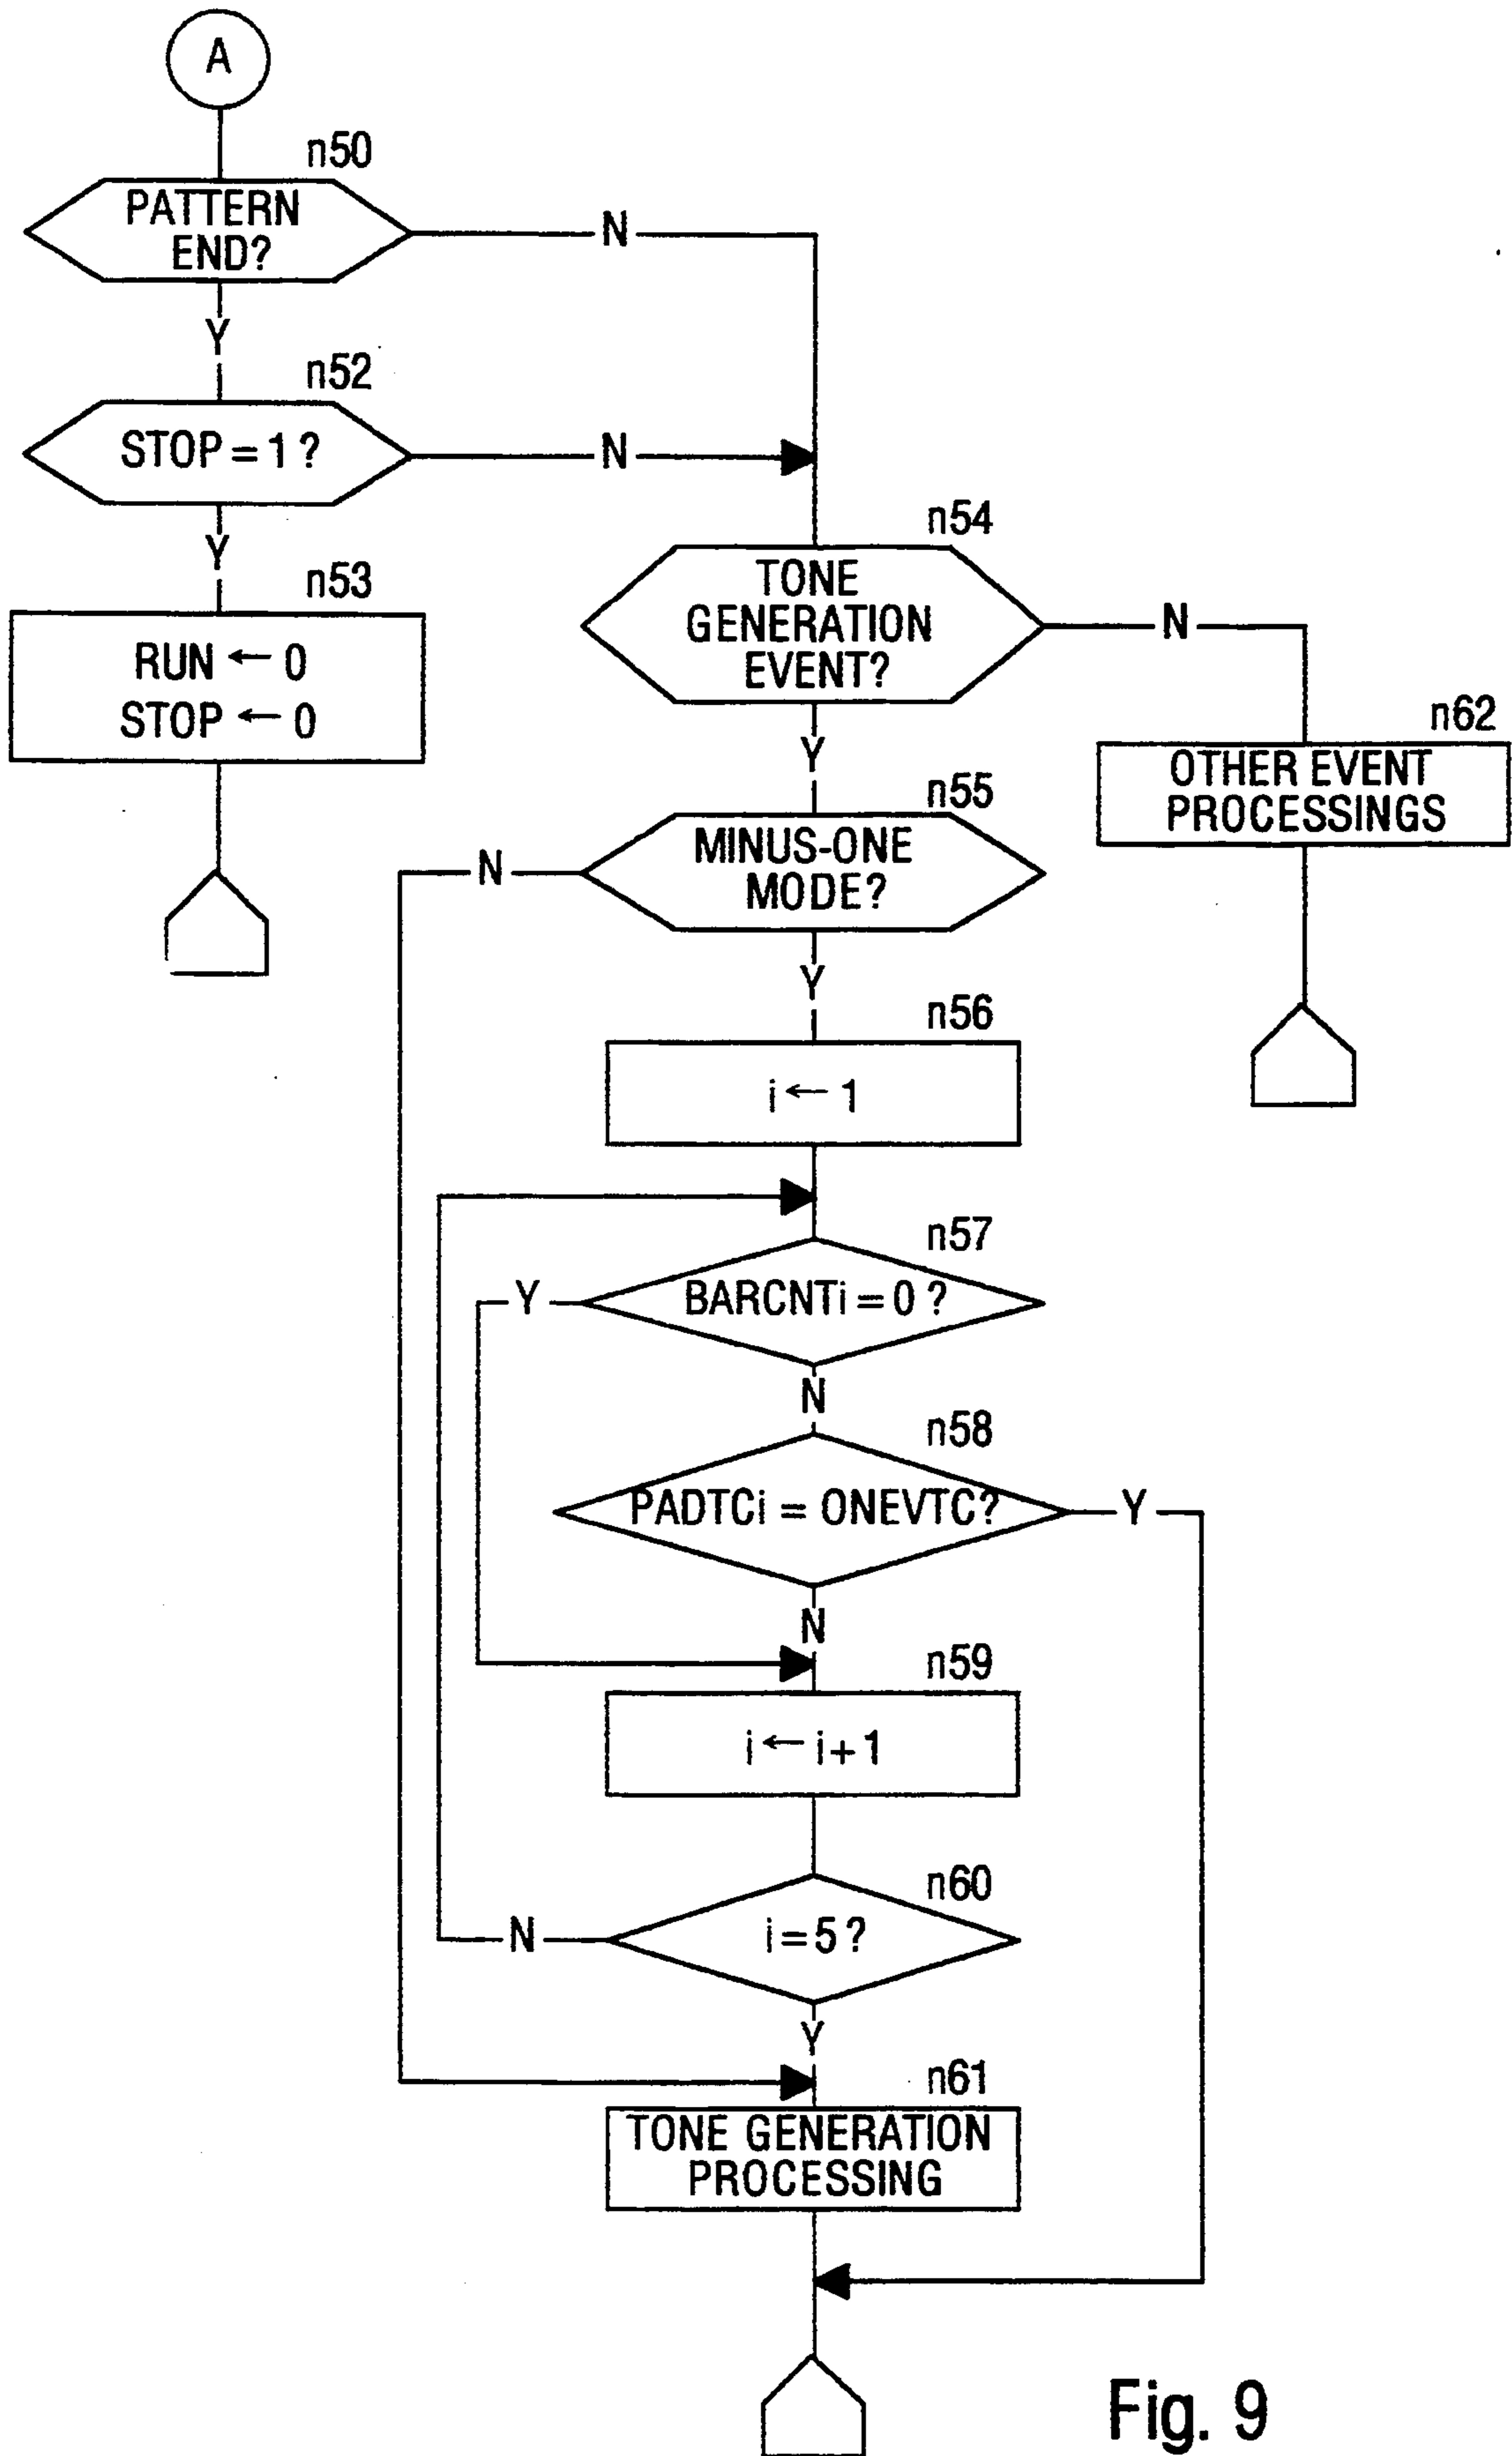 A
n50
PATTERN
END?
N
Y
n52
STOP = 1 ?
N
Y
n53
RUN ← 0
STOP ← 0
n54
TONE
GENERATION
EVENT?
N
Y
n62
OTHER EVENT
PROCESSINGS
n55
MINUS-ONE
MODE?
N
Y
n56
i ← 1
n57
BARCNTi = 0 ?
Y
N
n58
PADTCi = ONEVTC?
Y
N
n59
i ← i + 1
n60
i = 5 ?
N
Y
n61
TONE GENERATION
PROCESSING
Fig. 9